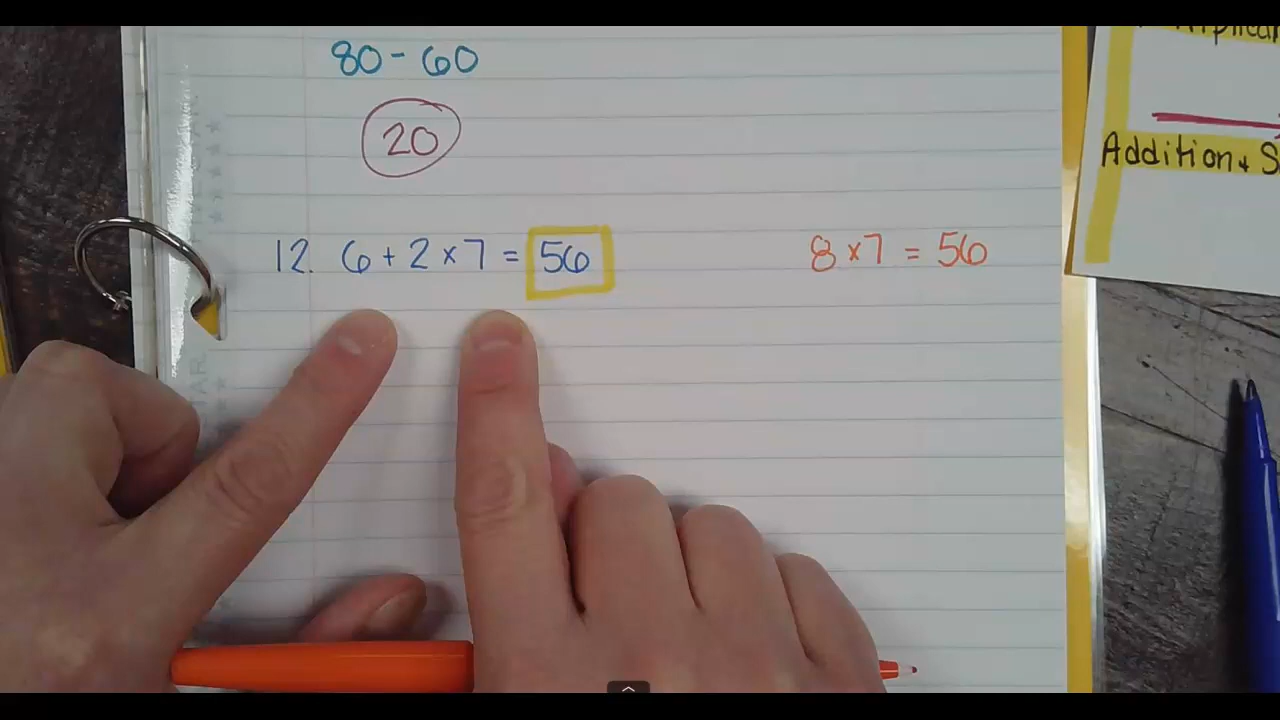 80 - 60
20
12. 6 + 2 × 7 = 56
8 × 7 = 56
Addition + S